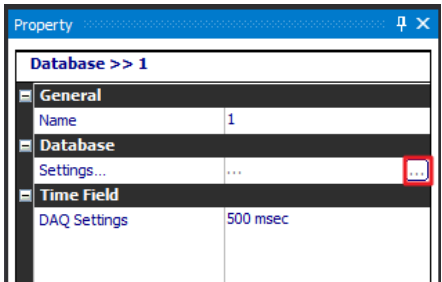 Property
Database >> 1
General
Name 1
Database
Settings... ... ...
Time Field
DAQ Settings 500 msec